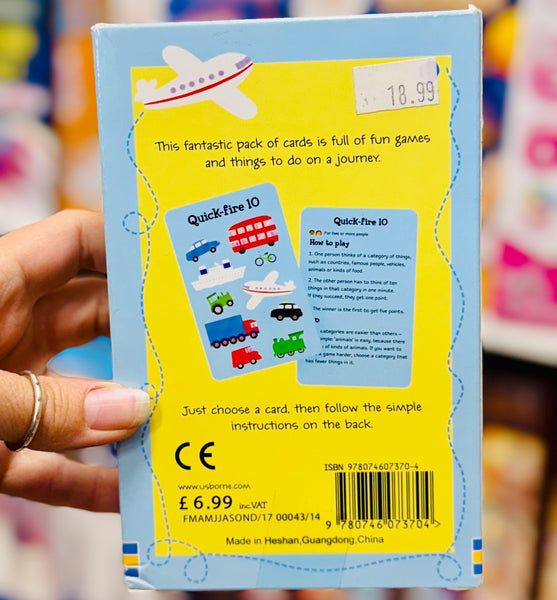 18.99
This fantastic pack of cards is full of fun games
and things to do on a journey.
Quick-fire 10
Quick-fire 10
For two or more people
How to play
1. One person thinks of a category of things,
such as countries, famous people, vehicles,
animals or kinds of food.
2. The other person has to think of ten
things in that category in one minute.
If they succeed, they get one point.
The winner is the first to get five points.
categories are easier than others –
'animals' is easy, because there
of kinds of animals. If you want to
game harder, choose a category that
has fewer things in it.
Just choose a card, then follow the simple
instructions on the back.
CE
www.usborne.com
£6.99 inc.VAT
FMAMJJASOND/17 00043/14
ISBN 978074607370-4
9 780746 073704 >
Made in Heshan,Guangdong,China